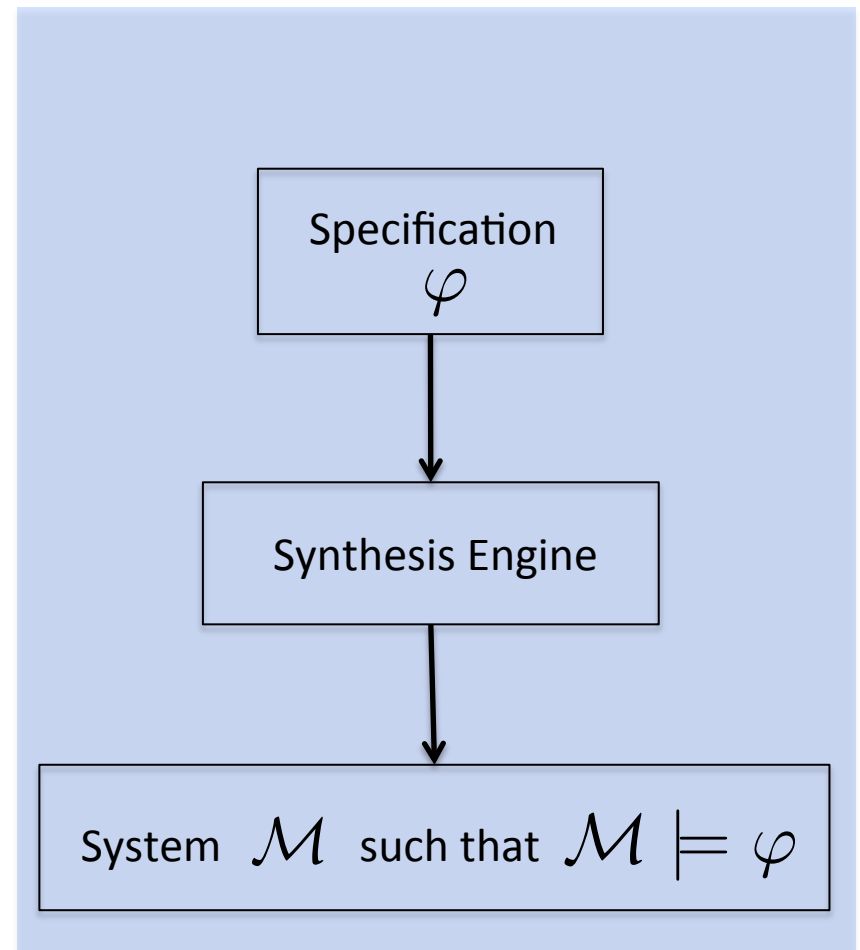 Specification
φ
Synthesis Engine
System ℳ such that ℳ ⊨ φ